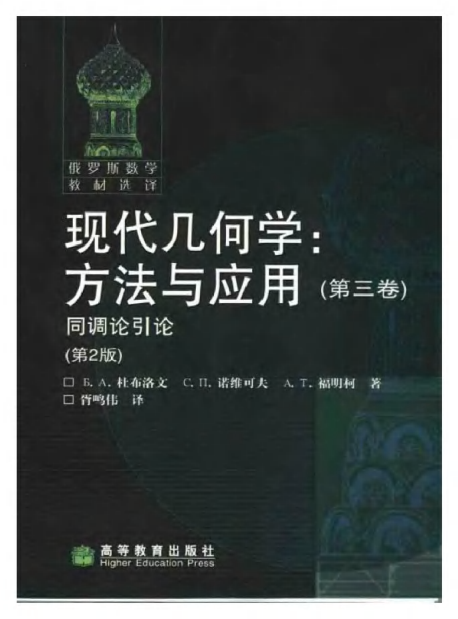 俄罗斯数学
教材选译
现代几何学:
方法与应用 (第三卷)
同调论引论
(第2版)
□ Б. А. 杜布洛文 С. П. 诺维可夫 А. Т. 福明柯 著
□ 胥鸣伟 译
高等教育出版社
Higher Education Press